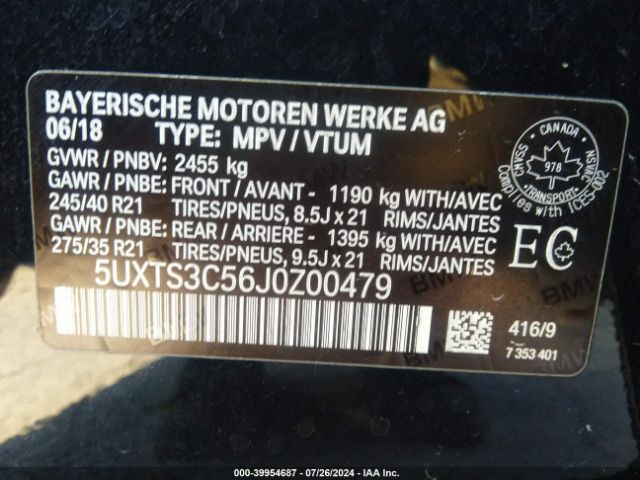 BAYERISCHE MOTOREN WERKE AG
06/18 TYPE: MPV / VTUM
GVWR / PNBV: 2455 kg
GAWR / PNBE: FRONT / AVANT - 1190 kg WITH/AVEC
245/40 R21 TIRES/PNEUS, 8.5J x 21 RIMS/JANTES
GAWR / PNBE: REAR / ARRIERE - 1395 kg WITH/AVEC
275/35 R21 TIRES/PNEUS, 9.5J x 21 RIMS/JANTES
5UXTS3C56J0Z00479
CANADA
CMVSS
NSVAC
978
TRANSPORT
Complies with ICES-002
EC
416/9
7 353 401
BMW
000-39954687 - 07/26/2024 - IAA Inc.